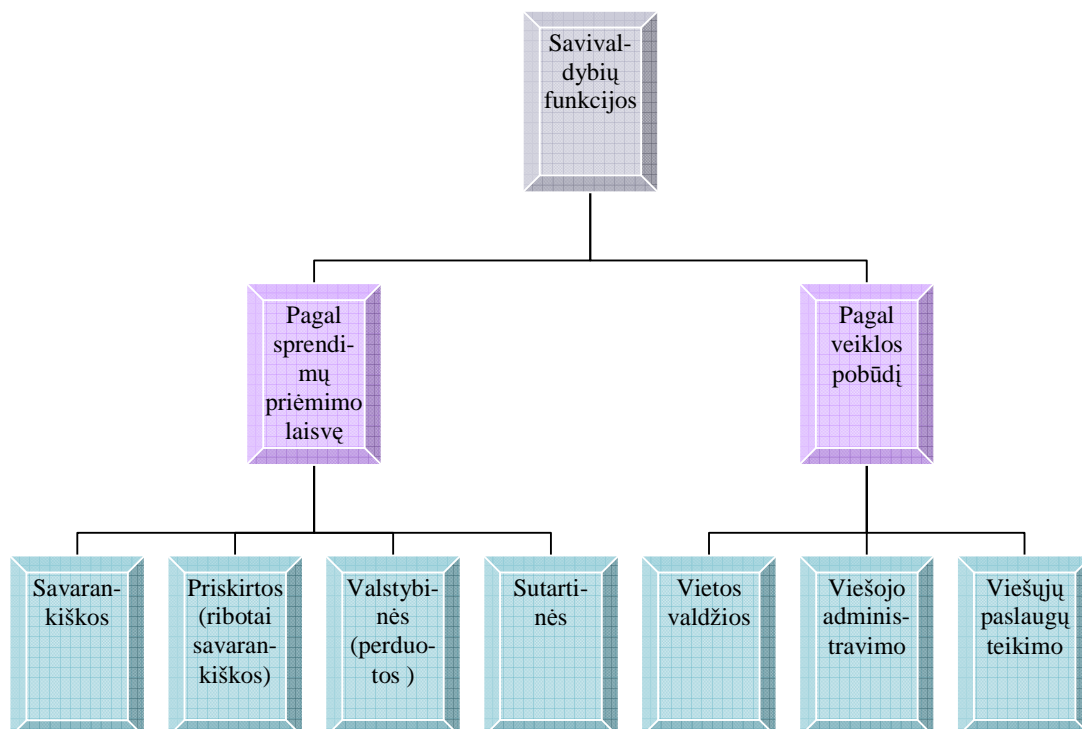 Savival-
dybių
funkcijos
Pagal
sprendi-
mų
priėmimo
laisvę
Pagal
veiklos
pobūdį
Savaran-
kiškos
Priskirtos
(ribotai
savaran-
kiškos)
Valstybi-
nės
(perduo-
tos )
Sutarti-
nės
Vietos
valdžios
Viešojo
adminis-
travimo
Viešųjų
paslaugų
teikimo